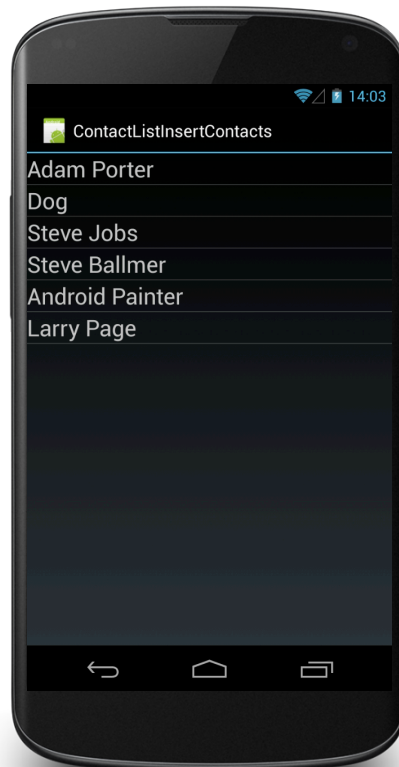 14:03
ContactListInsertContacts
Adam Porter
Dog
Steve Jobs
Steve Ballmer
Android Painter
Larry Page